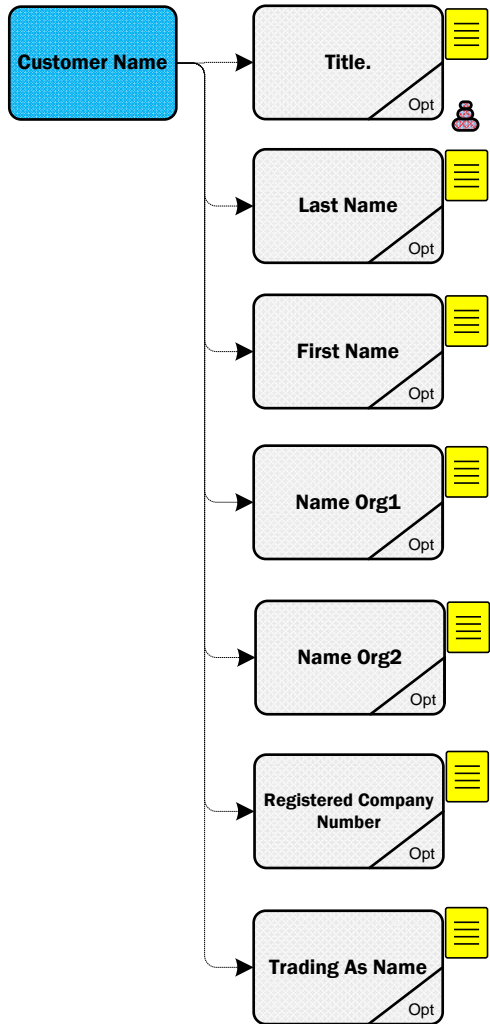 Customer Name
Title.
Opt
Last Name
Opt
First Name
Opt
Name Org1
Opt
Name Org2
Opt
Registered Company
Number
Opt
Trading As Name
Opt